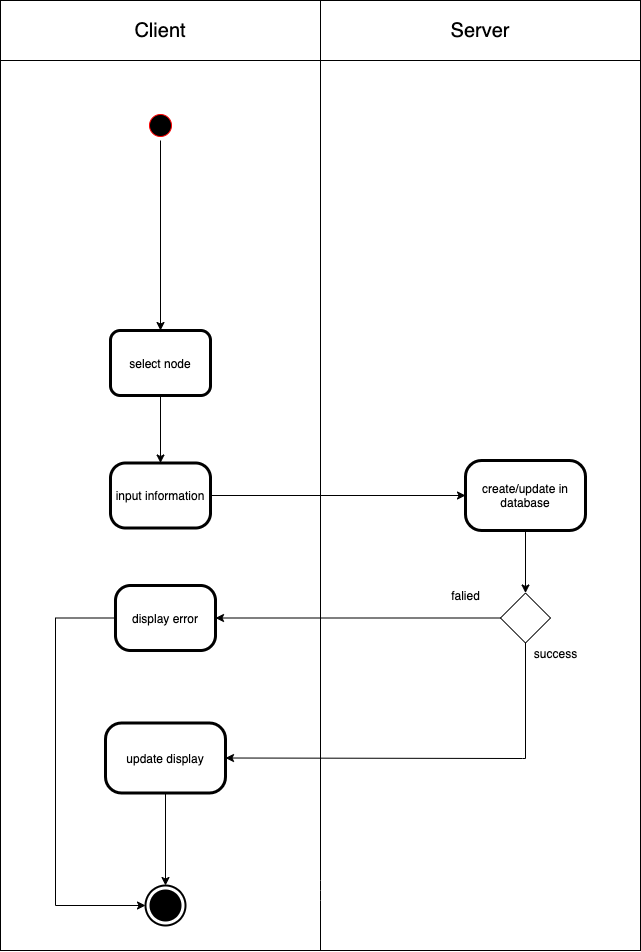 Client
Server
select node
input information
create/update in
database
falied
display error
success
update display